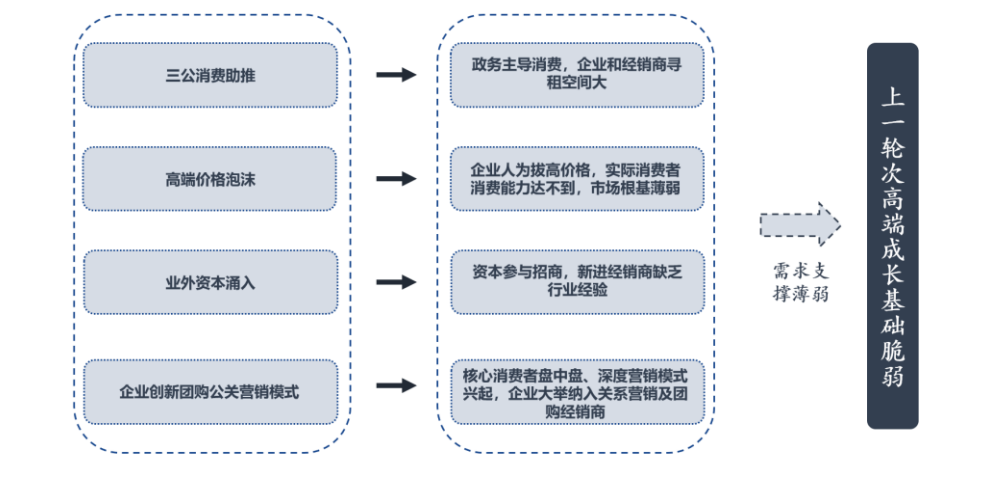 三公消费助推
政务主导消费，企业和经销商寻
租空间大
高端价格泡沫
企业人为拔高价格，实际消费者
消费能力达不到，市场根基薄弱
业外资本涌入
资本参与招商，新进经销商缺乏
行业经验
企业创新团购公关营销模式
核心消费者盘中盘、深度营销模式
兴起，企业大举纳入关系营销及团
购经销商
需求支
撑薄弱
上一轮次高端成长基础脆弱